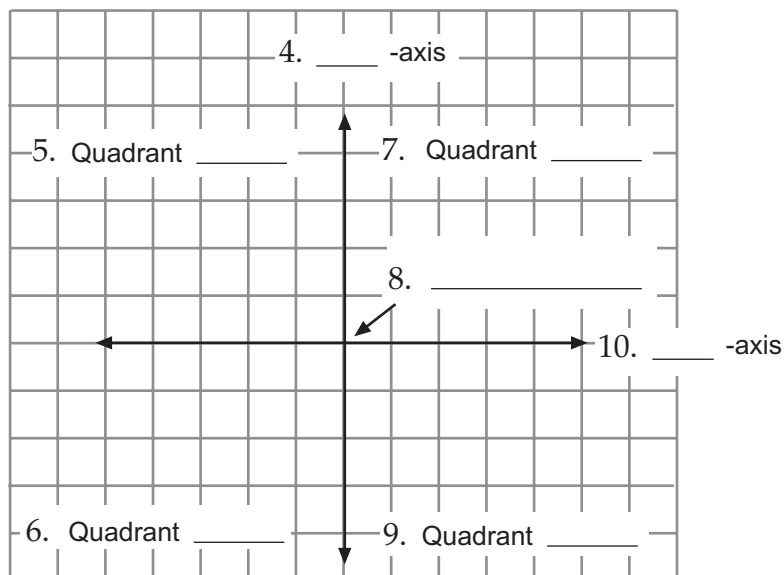 4. ____ -axis
5. Quadrant ______
7. Quadrant ______
8. ______________
10. ____ -axis
6. Quadrant ______
9. Quadrant ______